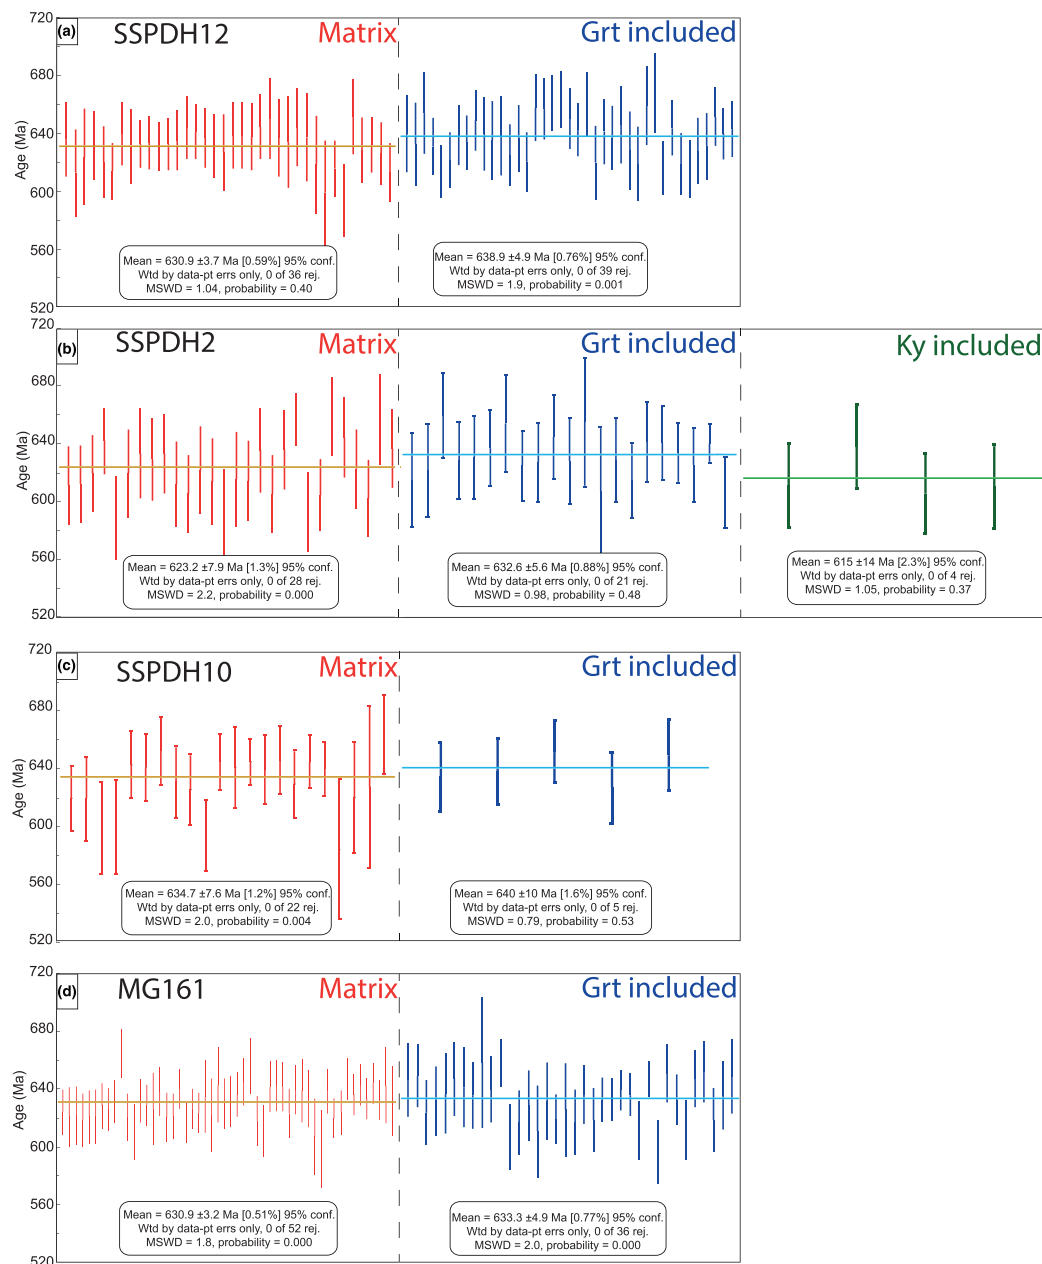 (a) SSPDH12 Matrix Grt included
720
680
640
600
560
520
Age (Ma)
Mean = 630.9 ±3.7 Ma [0.59%] 95% conf.
Wtd by data-pt errs only, 0 of 36 rej.
MSWD = 1.04, probability = 0.40
Mean = 638.9 ±4.9 Ma [0.76%] 95% conf.
Wtd by data-pt errs only, 0 of 39 rej.
MSWD = 1.9, probability = 0.001
(b) SSPDH2 Matrix Grt included Ky included
720
680
640
600
560
520
Age (Ma)
Mean = 623.2 ±7.9 Ma [1.3%] 95% conf.
Wtd by data-pt errs only, 0 of 28 rej.
MSWD = 2.2, probability = 0.000
Mean = 632.6 ±5.6 Ma [0.88%] 95% conf.
Wtd by data-pt errs only, 0 of 21 rej.
MSWD = 0.98, probability = 0.48
Mean = 615 ±14 Ma [2.3%] 95% conf.
Wtd by data-pt errs only, 0 of 4 rej.
MSWD = 1.05, probability = 0.37
(c) SSPDH10 Matrix Grt included
720
680
640
600
560
520
Age (Ma)
Mean = 634.7 ±7.6 Ma [1.2%] 95% conf.
Wtd by data-pt errs only, 0 of 22 rej.
MSWD = 2.0, probability = 0.004
Mean = 640 ±10 Ma [1.6%] 95% conf.
Wtd by data-pt errs only, 0 of 5 rej.
MSWD = 0.79, probability = 0.53
(d) MG161 Matrix Grt included
720
680
640
600
560
520
Age (Ma)
Mean = 630.9 ±3.2 Ma [0.51%] 95% conf.
Wtd by data-pt errs only, 0 of 52 rej.
MSWD = 1.8, probability = 0.000
Mean = 633.3 ±4.9 Ma [0.77%] 95% conf.
Wtd by data-pt errs only, 0 of 36 rej.
MSWD = 2.0, probability = 0.000